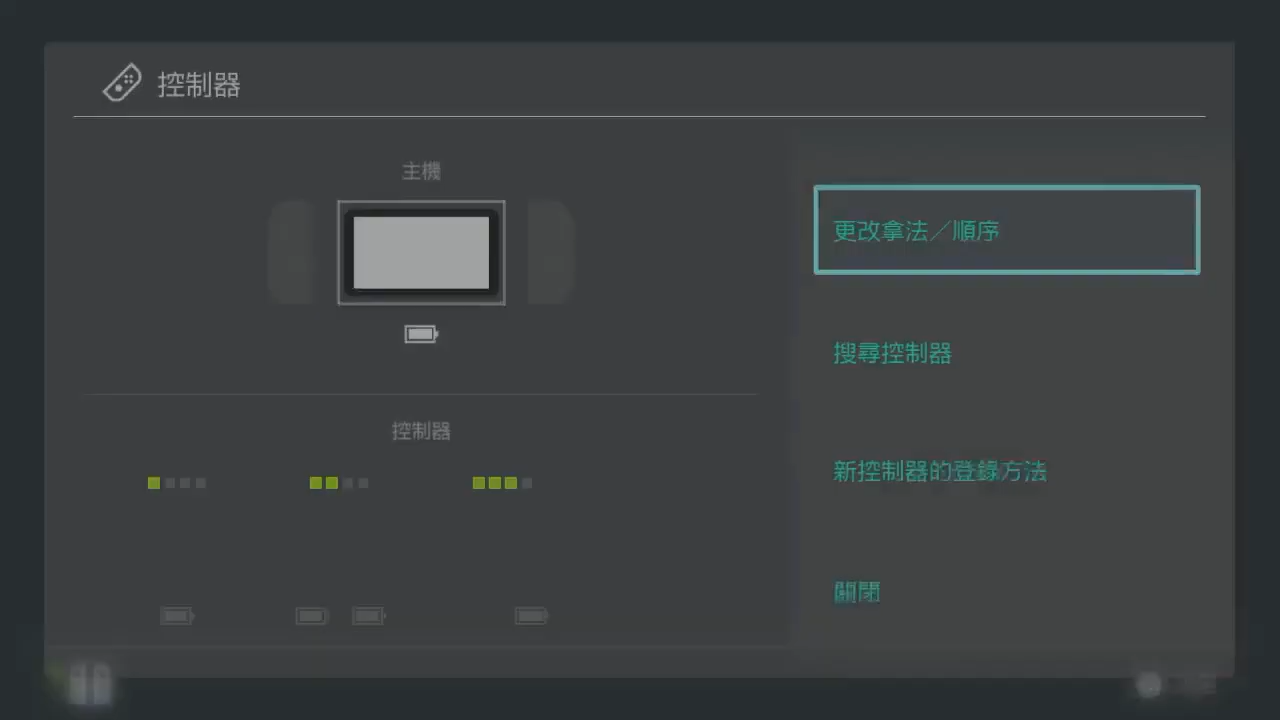 控制器
主機
更改拿法／順序
搜尋控制器
控制器
新控制器的登錄方法
關閉